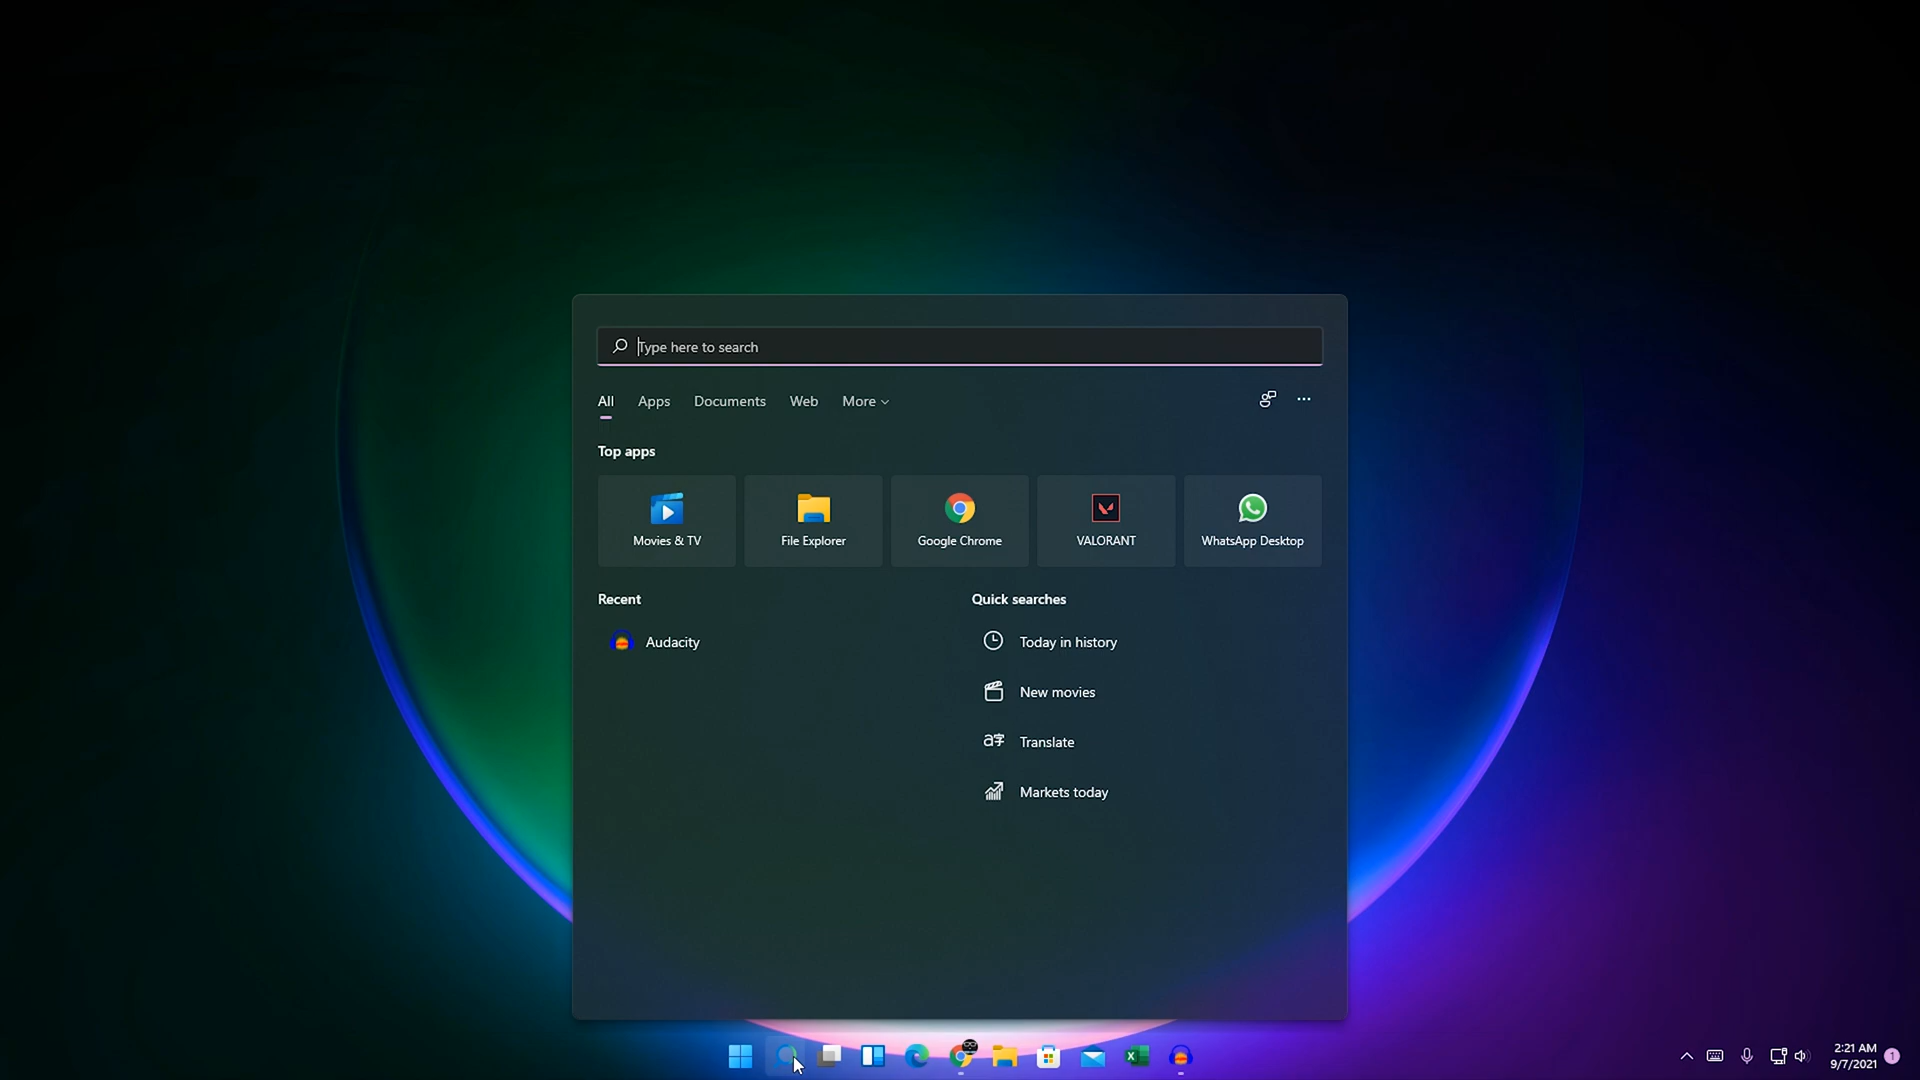 Type here to search
All Apps Documents Web More
Top apps
Movies & TV File Explorer Google Chrome VALORANT WhatsApp Desktop
Recent Quick searches
Audacity Today in history
New movies
Translate
Markets today
2:21 AM
9/7/2021 1